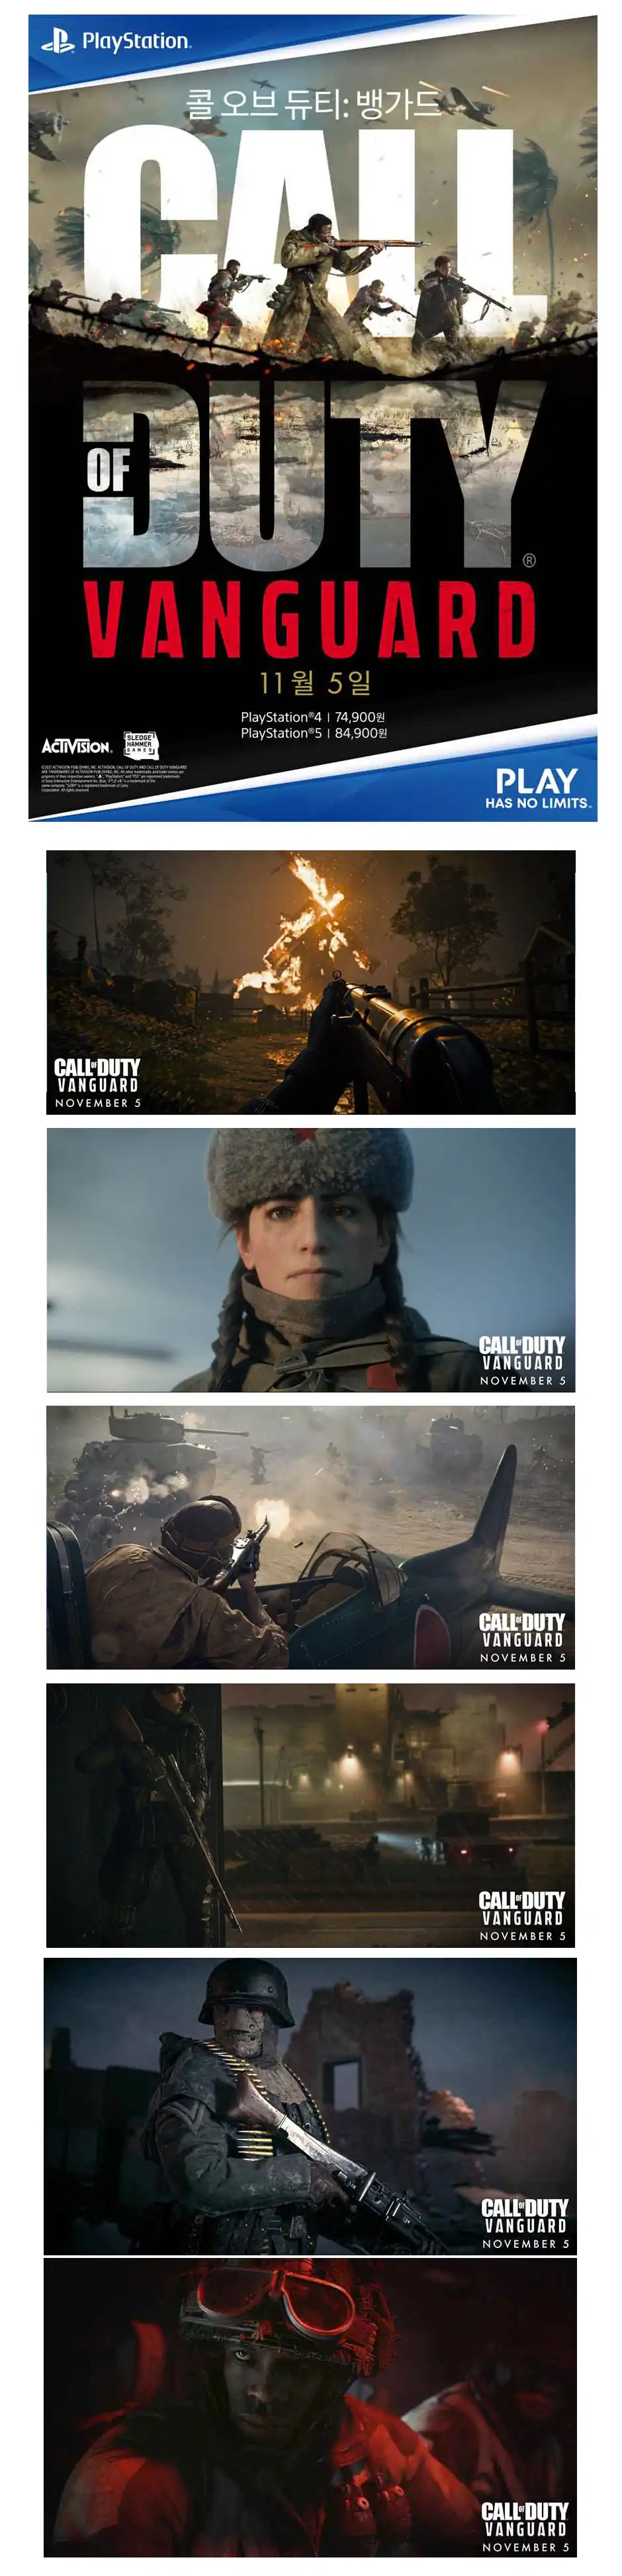 PlayStation®
콜 오브 듀티: 뱅가드
CALL
OF
DUTY®
VANGUARD
11월 5일
PlayStation®4 | 74,900원
PlayStation®5 | 84,900원
ACTIVISION®
SLEDGE
HAMMER
GAMES
PLAY
HAS NO LIMITS™
CALL OF DUTY
VANGUARD
NOVEMBER 5
CALL OF DUTY
VANGUARD
NOVEMBER 5
CALL OF DUTY
VANGUARD
NOVEMBER 5
CALL OF DUTY
VANGUARD
NOVEMBER 5
CALL OF DUTY
VANGUARD
NOVEMBER 5
CALL OF DUTY
VANGUARD
NOVEMBER 5